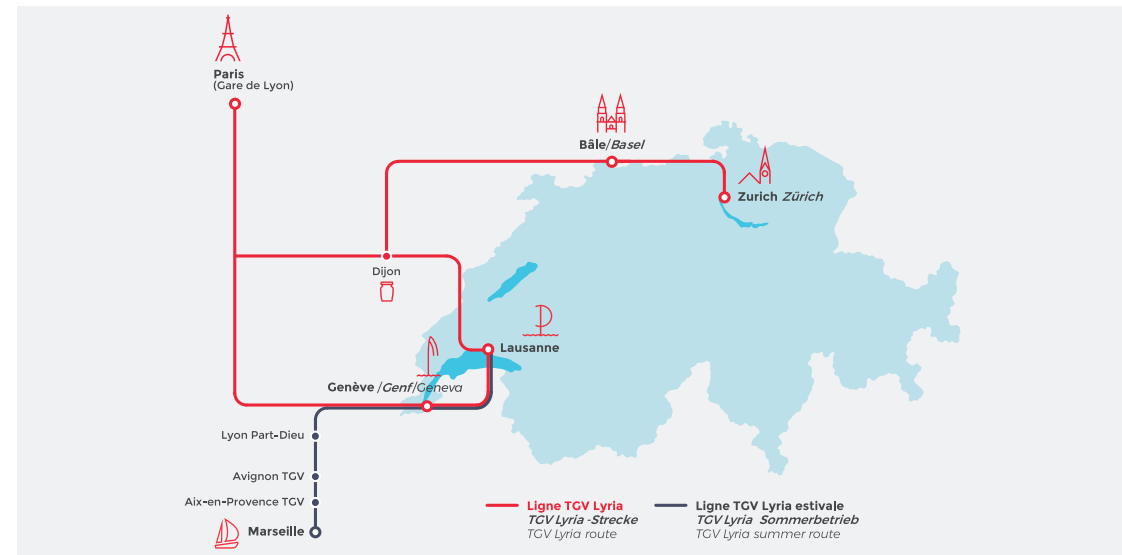 Paris
(Gare de Lyon)
Bâle/Basel
Zurich Zürich
Dijon
Lausanne
Genève /Genf/Geneva
Lyon Part-Dieu
Avignon TGV
Aix-en-Provence TGV
Marseille
Ligne TGV Lyria
TGV Lyria -Strecke
TGV Lyria route
Ligne TGV Lyria estivale
TGV Lyria Sommerbetrieb
TGV Lyria summer route